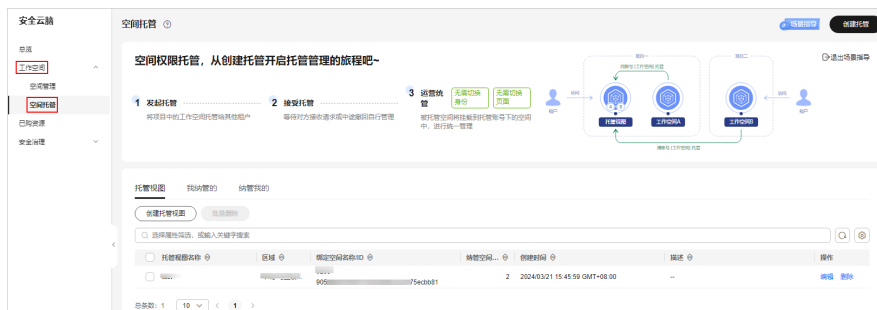 安全云脑
空间托管
场景指导
创建托管
总览
工作空间
空间管理
空间托管
已购资源
安全治理
空间权限托管，从创建托管开启托管管理的旅程吧~
退出场景指导
1 发起托管
将项目中的工作空间托管给其他租户
2 接受托管
等待对方接收请求或中途撤回自行管理
3 运营统管
无需切换身份
无需切换页面
被托管空间将挂载到托管账号下的空间中，进行统一管理
托管视图
工作空间A
工作空间B
托管视图
我纳管的
纳管我的
创建托管视图
批量删除
选择属性筛选，或输入关键字搜索
托管视图名称
区域
绑定空间名称/ID
纳管空间...
创建时间
描述
操作
905
75ecbb81
2
2024/03/21 15:45:59 GMT+08:00
--
编辑
删除
总条数：1
10
1